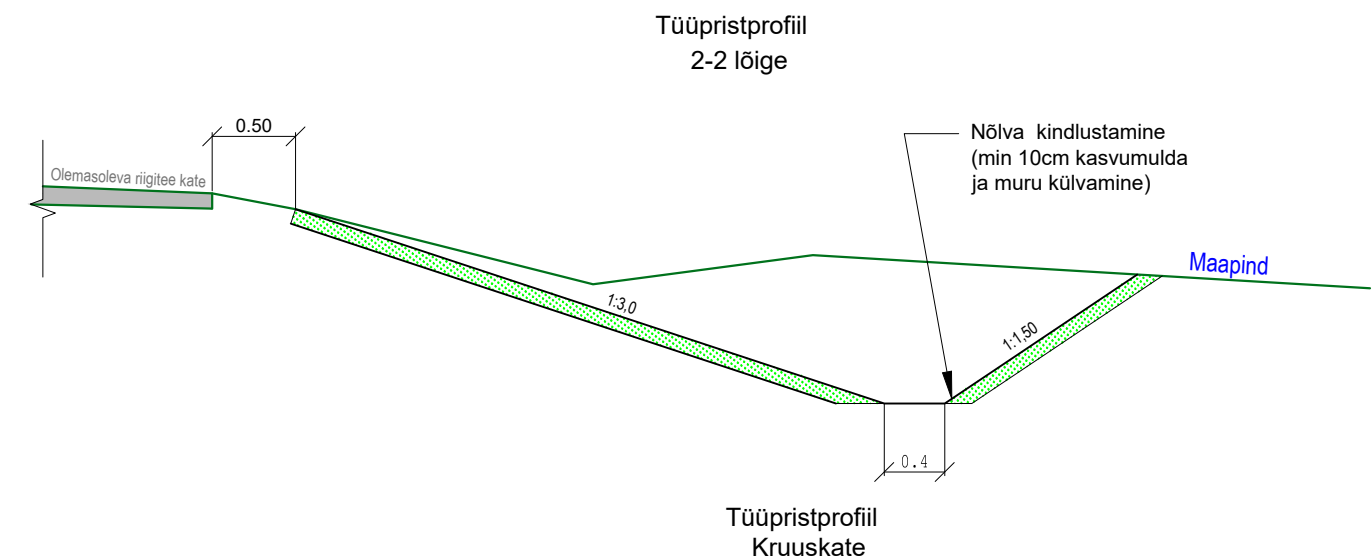 Tüüpristprofiil
2-2 lõige
0.50
Olemasoleva riigitee kate
Nõlva kindlustamine
(min 10cm kasvumulda
ja muru külvamine)
Maapind
1:3,0
1:1,50
0.4
Tüüpristprofiil
Kruuskate